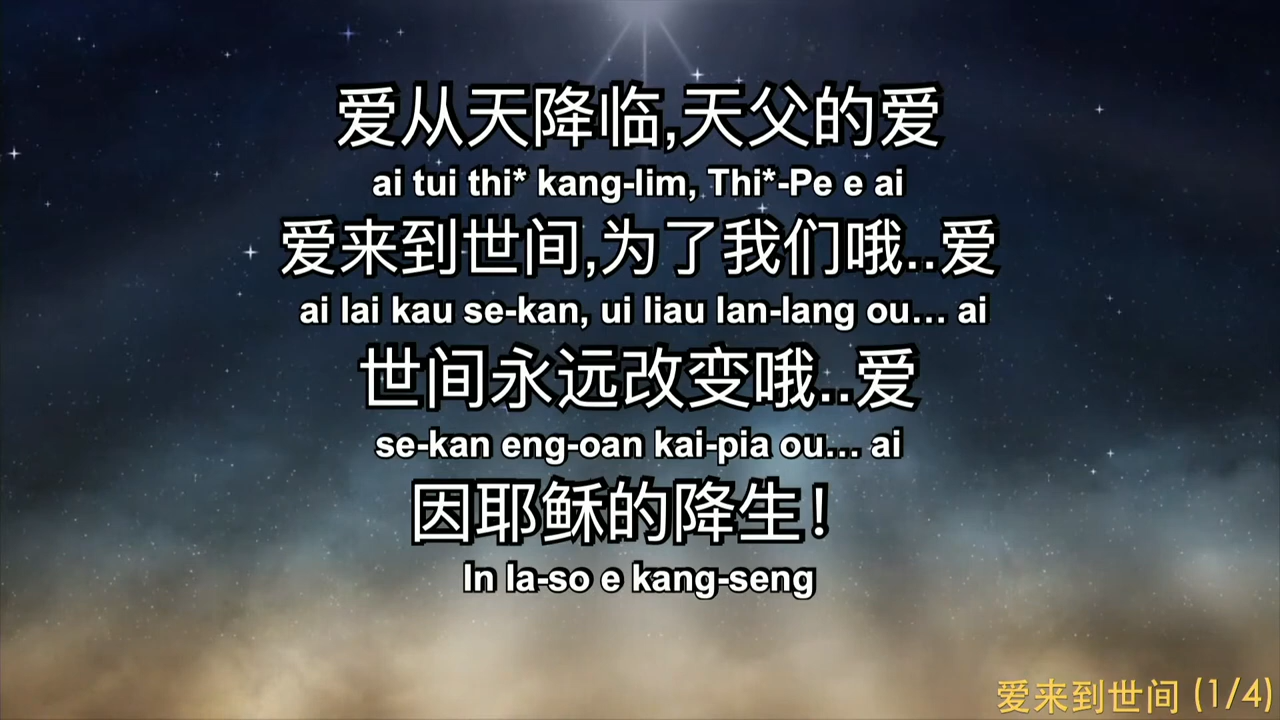 爱从天降临,天父的爱
ai tui thi* kang-lim, Thi*-Pe e ai
爱来到世间,为了我们哦..爱
ai lai kau se-kan, ui liau lan-lang ou... ai
世间永远改变哦..爱
se-kan eng-oan kai-pia ou... ai
因耶稣的降生！
In Ia-so e kang-seng
爱来到世间 (1/4)